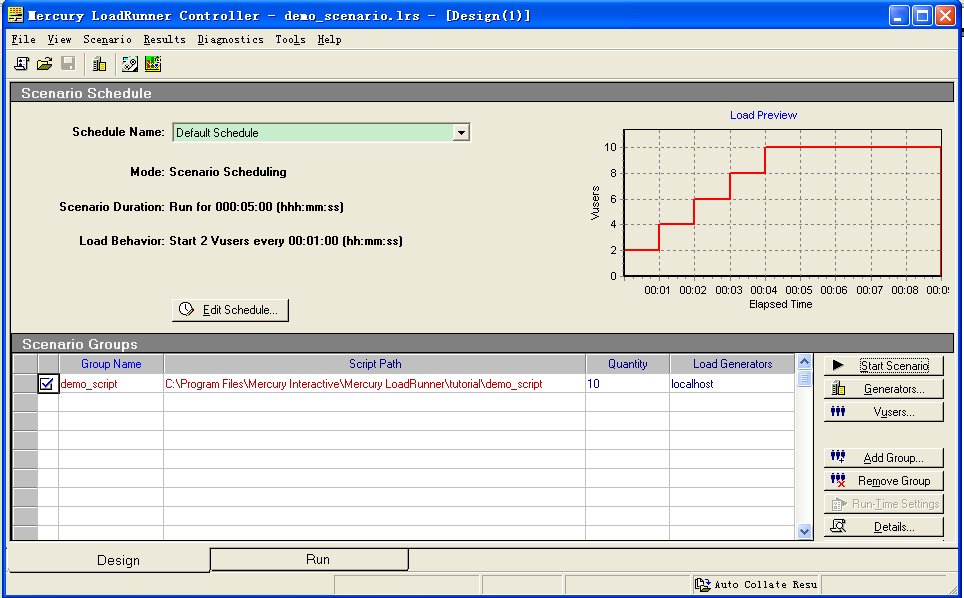 Mercury LoadRunner Controller - demo_scenario.lrs - [Design(1)]
File View Scenario Results Diagnostics Tools Help
Scenario Schedule
Schedule Name: Default Schedule
Mode: Scenario Scheduling
Scenario Duration: Run for 000:05:00 (hhh:mm:ss)
Load Behavior: Start 2 Vusers every 00:01:00 (hh:mm:ss)
Edit Schedule...
Load Preview
Vusers
10
8
6
4
2
0
00:01 00:02 00:03 00:04 00:05 00:06 00:07 00:08
Elapsed Time
Scenario Groups
Group Name Script Path Quantity Load Generators
demo_script C:\Program Files\Mercury Interactive\Mercury LoadRunner\tutorial\demo_script 10 localhost
Start Scenario
Generators...
Vusers...
Add Group...
Remove Group
Run-Time Settings
Details...
Design Run
Auto Collate Resu